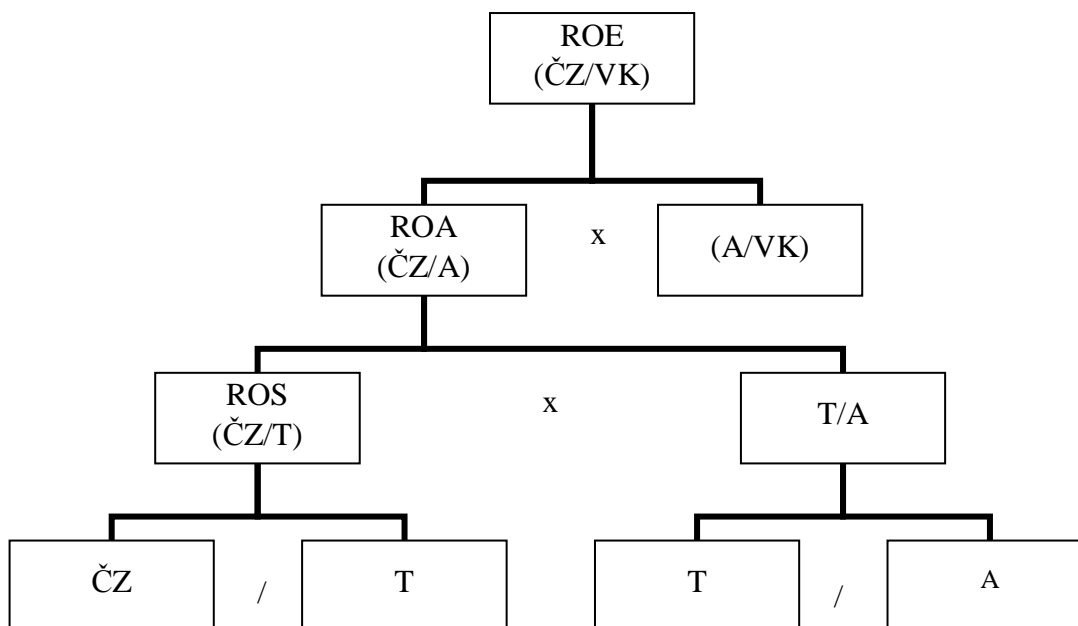 ROE
(ČZ/VK)
ROA
(ČZ/A)
x
(A/VK)
ROS
(ČZ/T)
x
T/A
ČZ
/
T
T
/
A